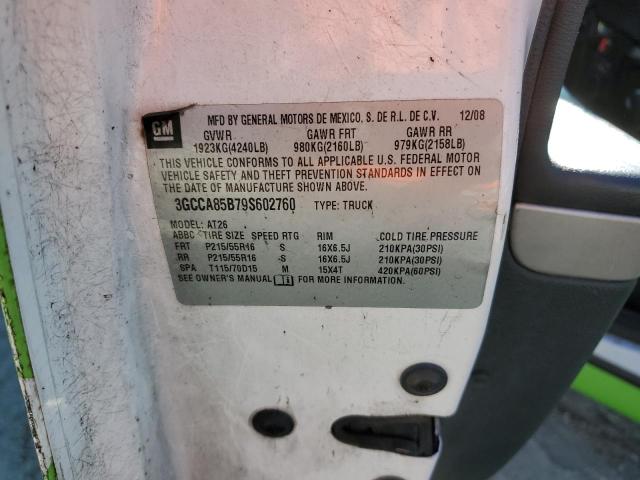 GM
MFD BY GENERAL MOTORS DE MEXICO. S. DE R.L. DE C.V. 12/08
GVWR GAWR FRT GAWR RR
1923KG(4240LB) 980KG(2160LB) 979KG(2158LB)
THIS VEHICLE CONFORMS TO ALL APPLICABLE U.S. FEDERAL MOTOR
VEHICLE SAFETY AND THEFT PREVENTION STANDARDS IN EFFECT ON
THE DATE OF MANUFACTURE SHOWN ABOVE.
3GCCA85B79S602760 TYPE: TRUCK
MODEL: AT26
TIRE SIZE SPEED RTG RIM COLD TIRE PRESSURE
FRT P215/55R16 S 16X6.5J 210KPA(30PSI)
RR P215/55R16 S 16X6.5J 210KPA(30PSI)
SPA T115/70D15 M 15X4T 420KPA(60PSI)
SEE OWNER'S MANUAL FOR MORE INFORMATION.